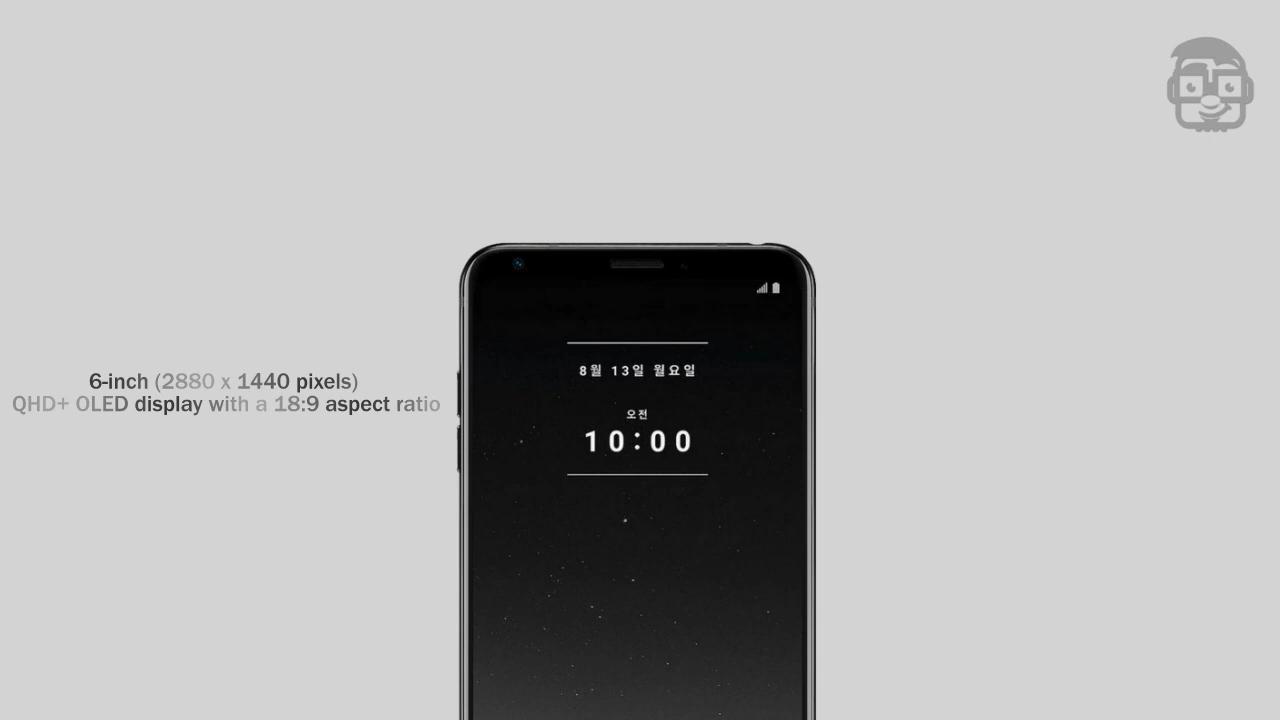 6-inch (2880 x 1440 pixels)
QHD+ OLED display with a 18:9 aspect ratio
8월 13일 월요일
오전
10:00